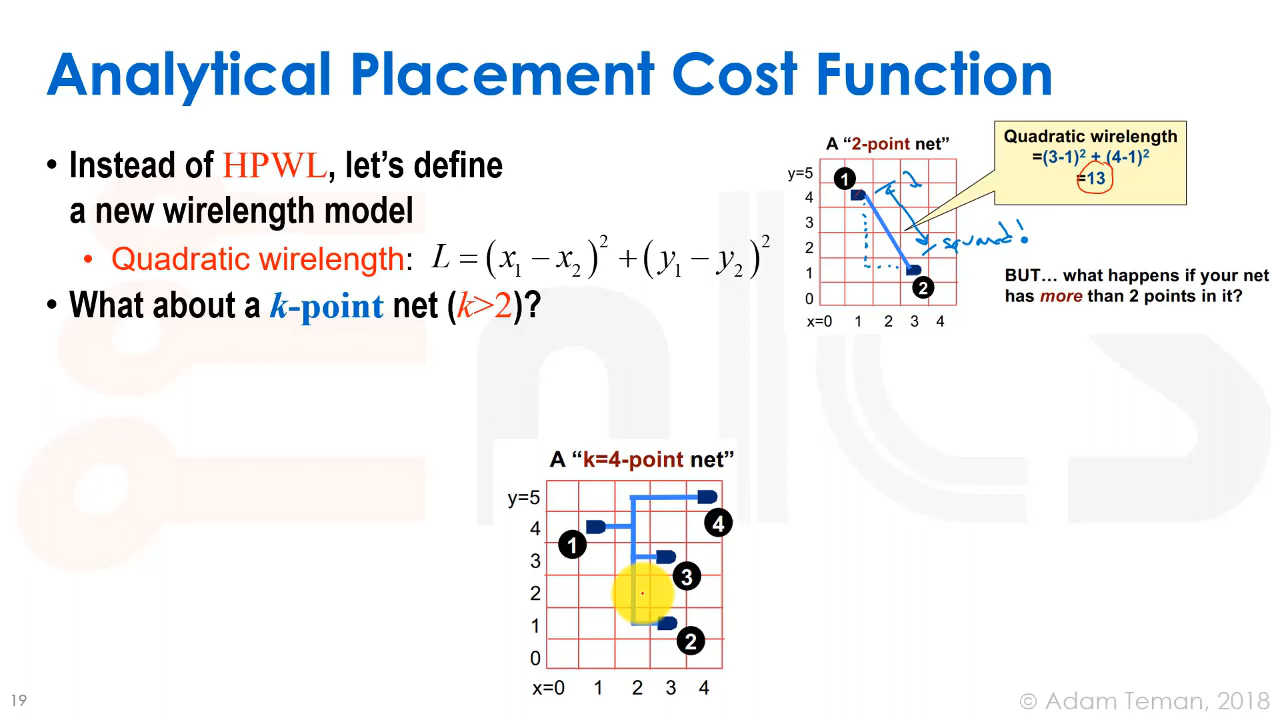 Analytical Placement Cost Function
• Instead of HPWL, let's define
a new wirelength model
• Quadratic wirelength: L = (x1 − x2)² + (y1 − y2)²
• What about a k-point net (k>2)?
A “2-point net”
y=5
4
3
2
1
0
x=0 1 2 3 4
1
2
2
squared!
Quadratic wirelength
=(3-1)² + (4-1)²
=13
BUT… what happens if your net
has more than 2 points in it?
A “k=4-point net”
y=5
4
3
2
1
0
x=0 1 2 3 4
1
4
3
2
19
© Adam Teman, 2018